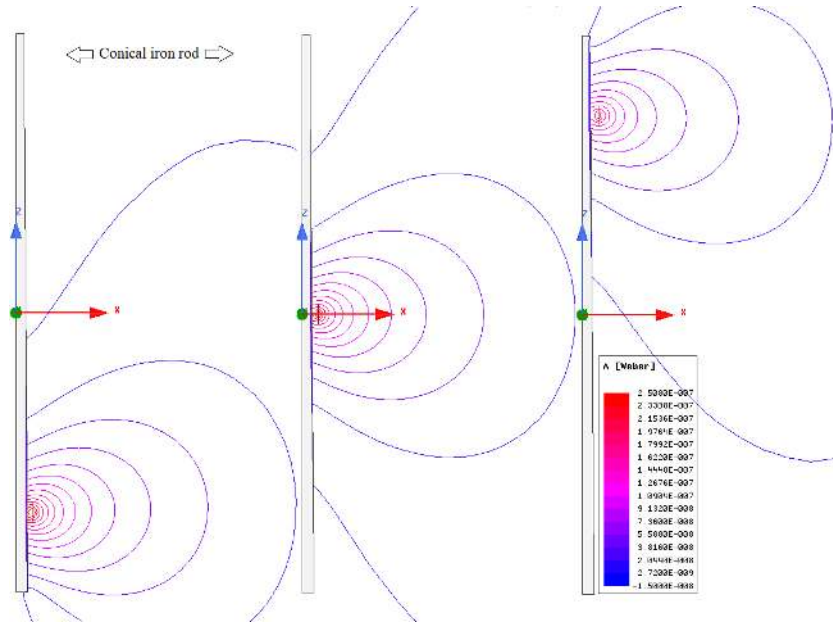 Conical iron rod
Z
X
Z
X
Z
X
A [Weber]
2.5000E-007
2.3330E-007
2.1536E-007
1.9764E-007
1.7992E-007
1.6220E-007
1.4440E-007
1.2676E-007
1.0904E-007
9.1320E-008
7.3600E-008
5.5880E-008
3.8160E-008
2.0440E-008
2.7200E-009
-1.5000E-008